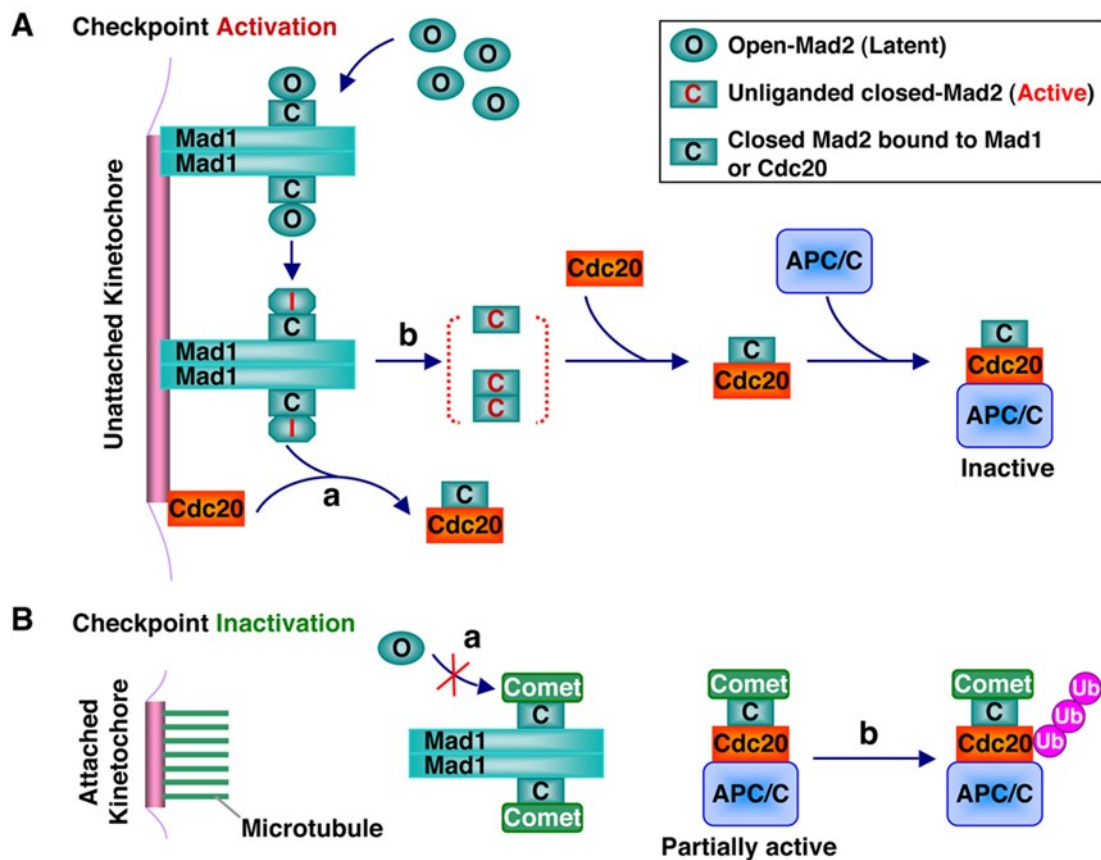 A
Checkpoint Activation
O
O
O
O
O
C
Mad1
Mad1
C
O
O Open-Mad2 (Latent)
C Unliganded closed-Mad2 (Active)
C Closed Mad2 bound to Mad1
or Cdc20
Unattached Kinetochore
I
C
Mad1
Mad1
C
I
b
C
C
C
Cdc20
C
Cdc20
APC/C
C
Cdc20
APC/C
Inactive
Cdc20
a
C
Cdc20
B
Checkpoint Inactivation
Attached
Kinetochore
Microtubule
O
a
Comet
C
Mad1
Mad1
C
Comet
Comet
C
Cdc20
APC/C
Partially active
b
Comet
C
Cdc20
APC/C
Ub
Ub
Ub